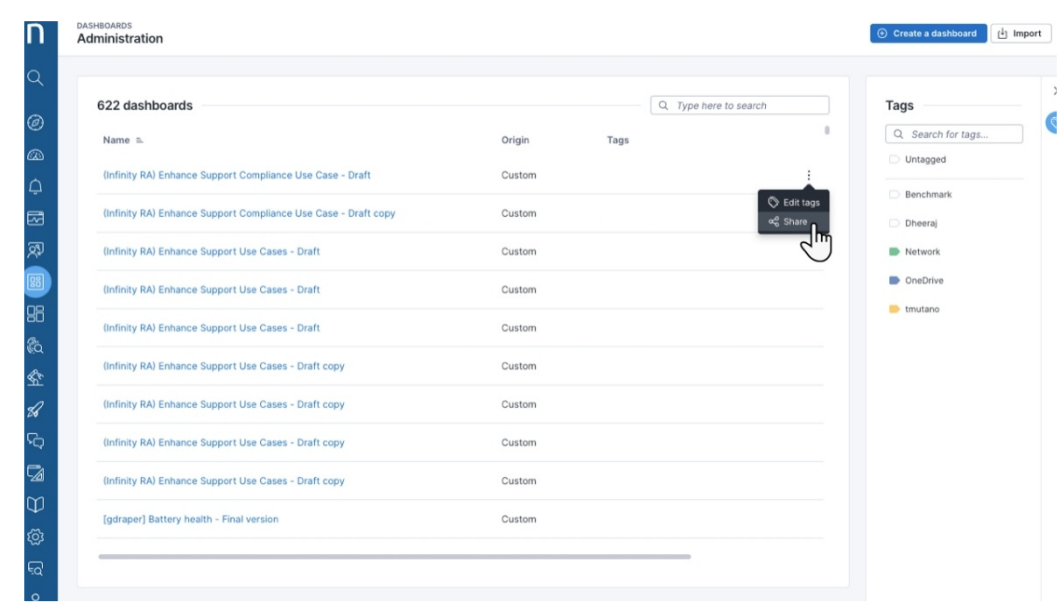 n
DASHBOARDS
Administration
Create a dashboard
Import
622 dashboards
Type here to search
Name
Origin
Tags
(Infinity RA) Enhance Support Compliance Use Case - Draft
Custom
Edit tags
Share
(Infinity RA) Enhance Support Compliance Use Case - Draft copy
Custom
(Infinity RA) Enhance Support Use Cases - Draft
Custom
(Infinity RA) Enhance Support Use Cases - Draft
Custom
(Infinity RA) Enhance Support Use Cases - Draft
Custom
(Infinity RA) Enhance Support Use Cases - Draft copy
Custom
(Infinity RA) Enhance Support Use Cases - Draft copy
Custom
(Infinity RA) Enhance Support Use Cases - Draft copy
Custom
(Infinity RA) Enhance Support Use Cases - Draft copy
Custom
[gdraper] Battery health - Final version
Custom
Tags
Search for tags...
Untagged
Benchmark
Dheeraj
Network
OneDrive
tmutano